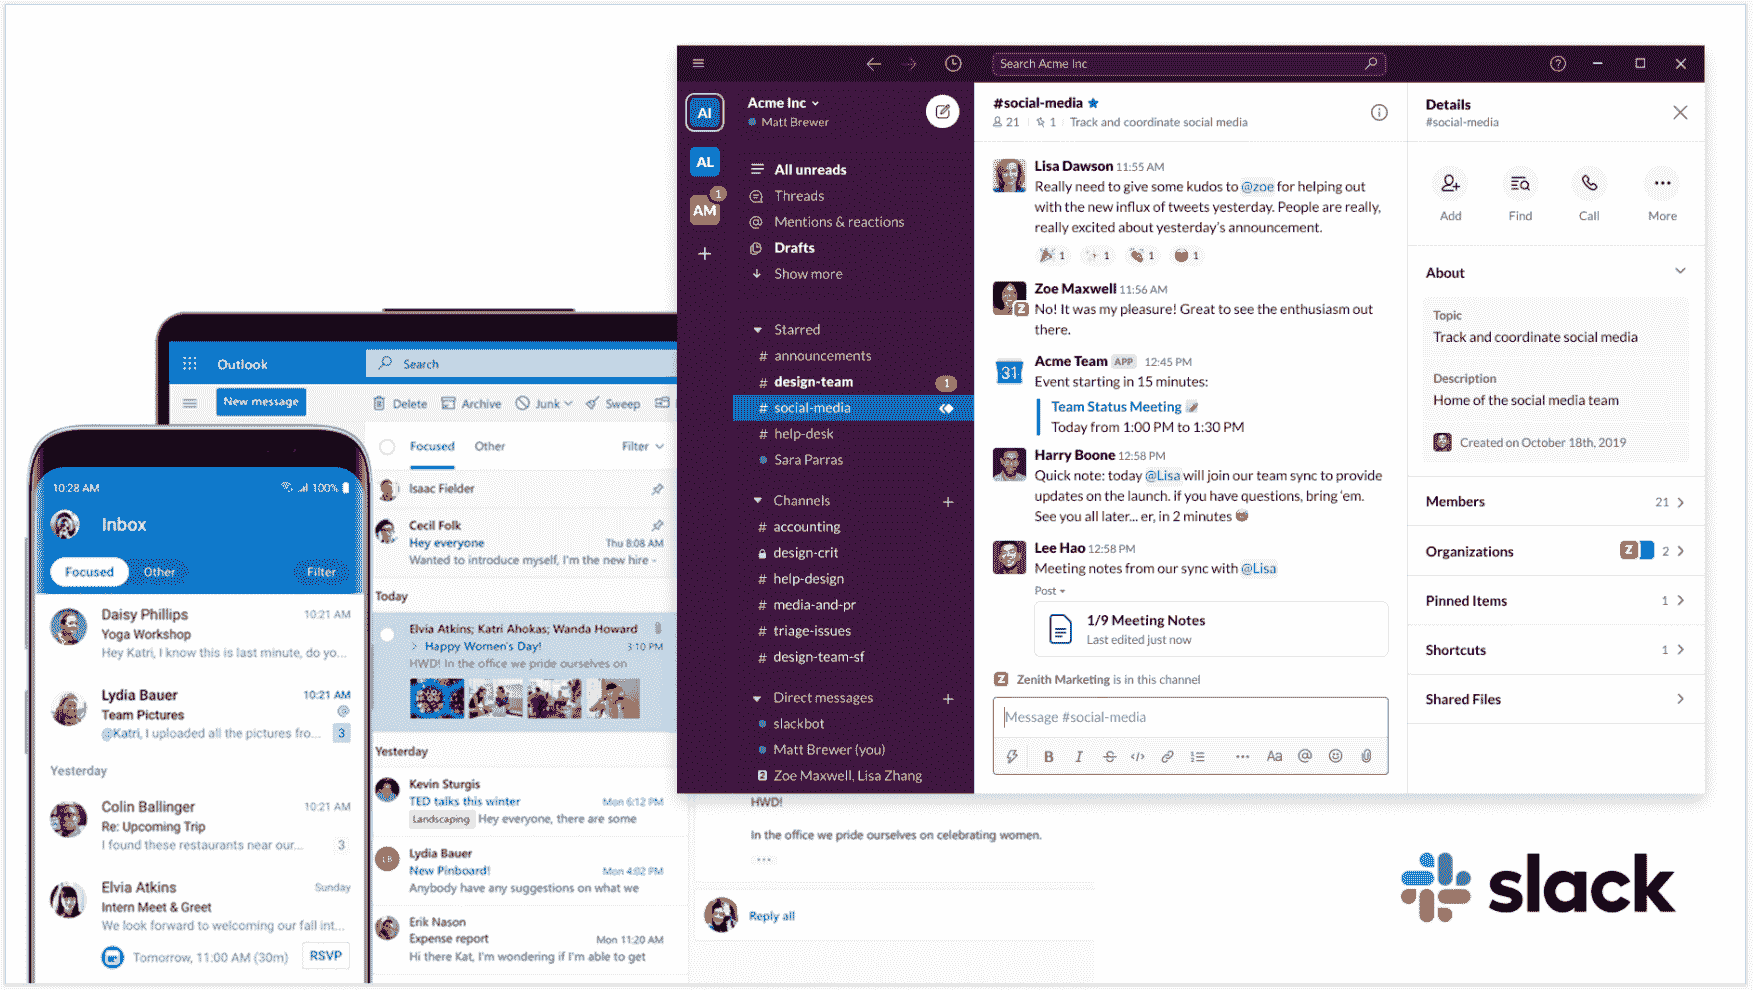 Search Acme Inc
AI
AL
AM
1
Acme Inc
Matt Brewer
All unreads
Threads
Mentions & reactions
Drafts
Show more
Starred
# announcements
# design-team 1
# social-media
# help-desk
Sara Parras
Channels +
# accounting
design-crit
# help-design
# media-and-pr
# triage-issues
# design-team-sf
Direct messages +
slackbot
Matt Brewer (you)
2 Zoe Maxwell, Lisa Zhang
#social-media
21 | 1 | Track and coordinate social media
Lisa Dawson 11:55 AM
Really need to give some kudos to @zoe for helping out
with the new influx of tweets yesterday. People are really,
really excited about yesterday's announcement.
1 1 1 1
Zoe Maxwell 11:56 AM
Z
No! It was my pleasure! Great to see the enthusiasm out
there.
31
Acme Team APP 12:45 PM
Event starting in 15 minutes:
Team Status Meeting
Today from 1:00 PM to 1:30 PM
Harry Boone 12:58 PM
Quick note: today @Lisa will join our team sync to provide
updates on the launch. if you have questions, bring 'em.
See you all later... er, in 2 minutes
Lee Hao 12:58 PM
Meeting notes from our sync with @Lisa
Post
1/9 Meeting Notes
Last edited just now
Z Zenith Marketing is in this channel
Message #social-media
B I S </> ... Aa @
Details
#social-media
Add Find Call More
About
Topic
Track and coordinate social media
Description
Home of the social media team
Created on October 18th, 2019
Members 21
Organizations Z 2
Pinned Items 1
Shortcuts 1
Shared Files
Outlook
Search
New message
Delete Archive Junk Sweep
Focused Other Filter
Isaac Fielder
Cecil Folk
Hey everyone Thu 8:08 AM
Wanted to introduce myself, I'm the new hire -
Today
Elvia Atkins; Katri Ahokas; Wanda Howard
> Happy Women's Day! 3:10 PM
HWD! In the office we pride ourselves on
Yesterday
Kevin Sturgis
TED talks this winter Mon 6:12 PM
Landscaping Hey everyone, there are some
LB
Lydia Bauer
New Pinboard! Mon 4:02 PM
Anybody have any suggestions on what we
Erik Nason
Expense report Mon 11:20 AM
Hi there Kat, I'm wondering if I'm able to get
HWD!
In the office we pride ourselves on celebrating women.
...
Reply all
10:28 AM 100%
Inbox
Focused Other Filter
Daisy Phillips 10:21 AM
Yoga Workshop
Hey Katri, I know this is last minute, do yo...
Lydia Bauer 10:21 AM
Team Pictures @
@Katri, I uploaded all the pictures fro... 3
Yesterday
Colin Ballinger 10:21 AM
Re: Upcoming Trip
I found these restaurants near our... 3
Elvia Atkins Sunday
Intern Meet & Greet
We look forward to welcoming our fall int...
Tomorrow, 11:00 AM (30m) RSVP
slack